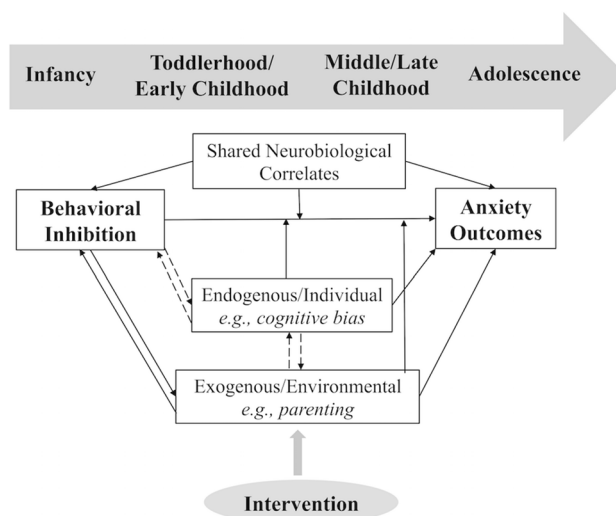 Infancy
Toddlerhood/
Early Childhood
Middle/Late
Childhood
Adolescence
Shared Neurobiological
Correlates
Behavioral
Inhibition
Anxiety
Outcomes
Endogenous/Individual
e.g., cognitive bias
Exogenous/Environmental
e.g., parenting
Intervention